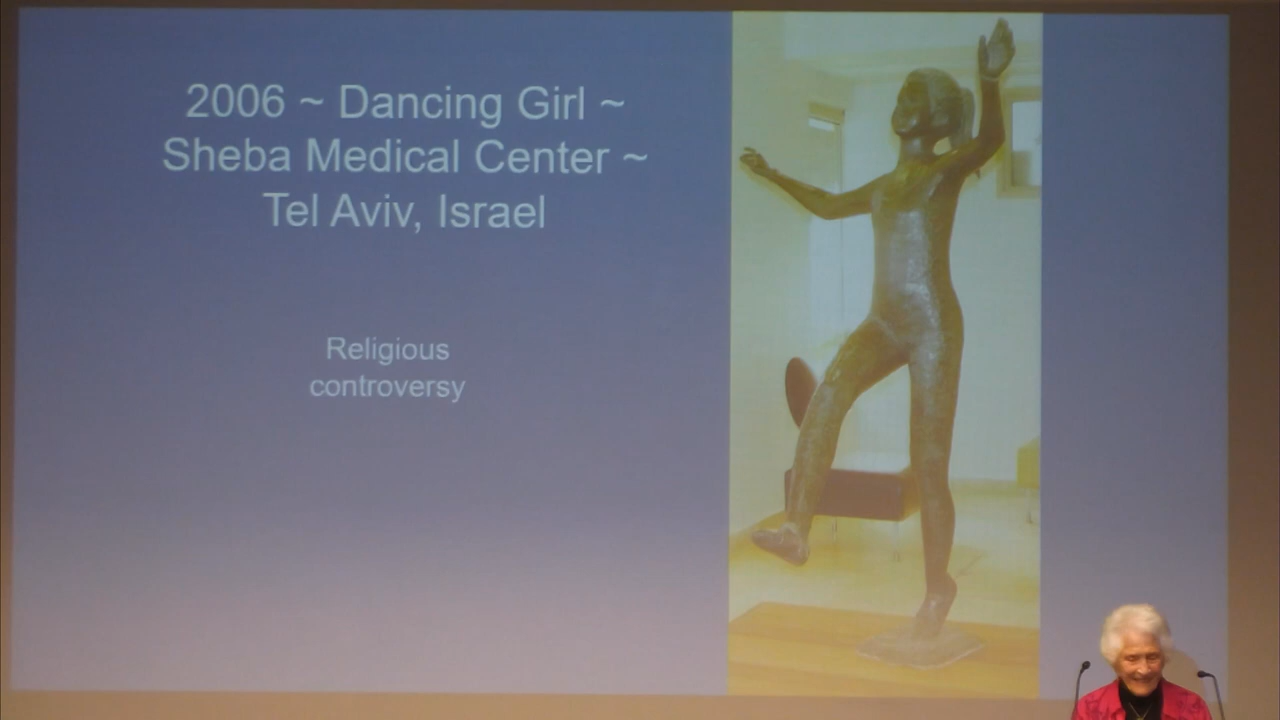 2006 ~ Dancing Girl ~
Sheba Medical Center ~
Tel Aviv, Israel
Religious
controversy